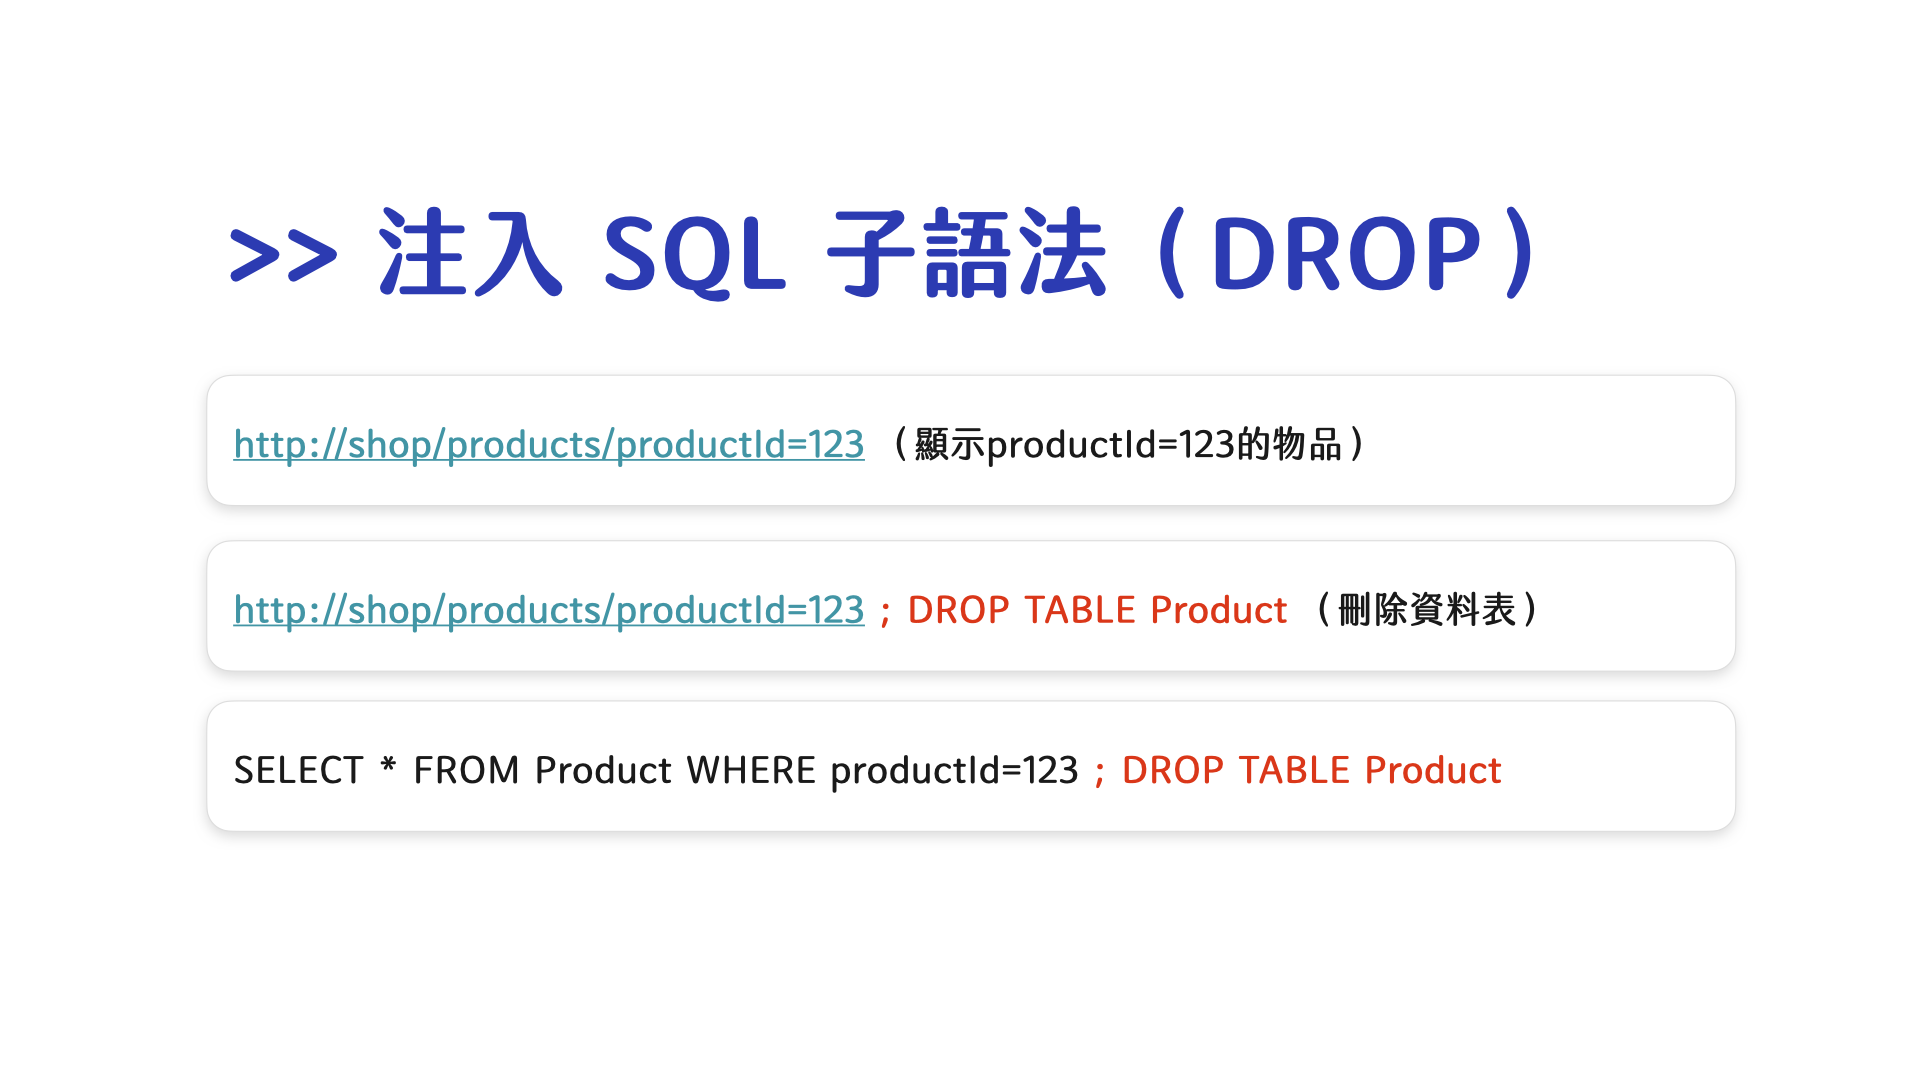 >> 注入 SQL 子語法（DROP）
http://shop/products/productId=123 （顯示productId=123的物品）
http://shop/products/productId=123 ; DROP TABLE Product （刪除資料表）
SELECT * FROM Product WHERE productId=123 ; DROP TABLE Product